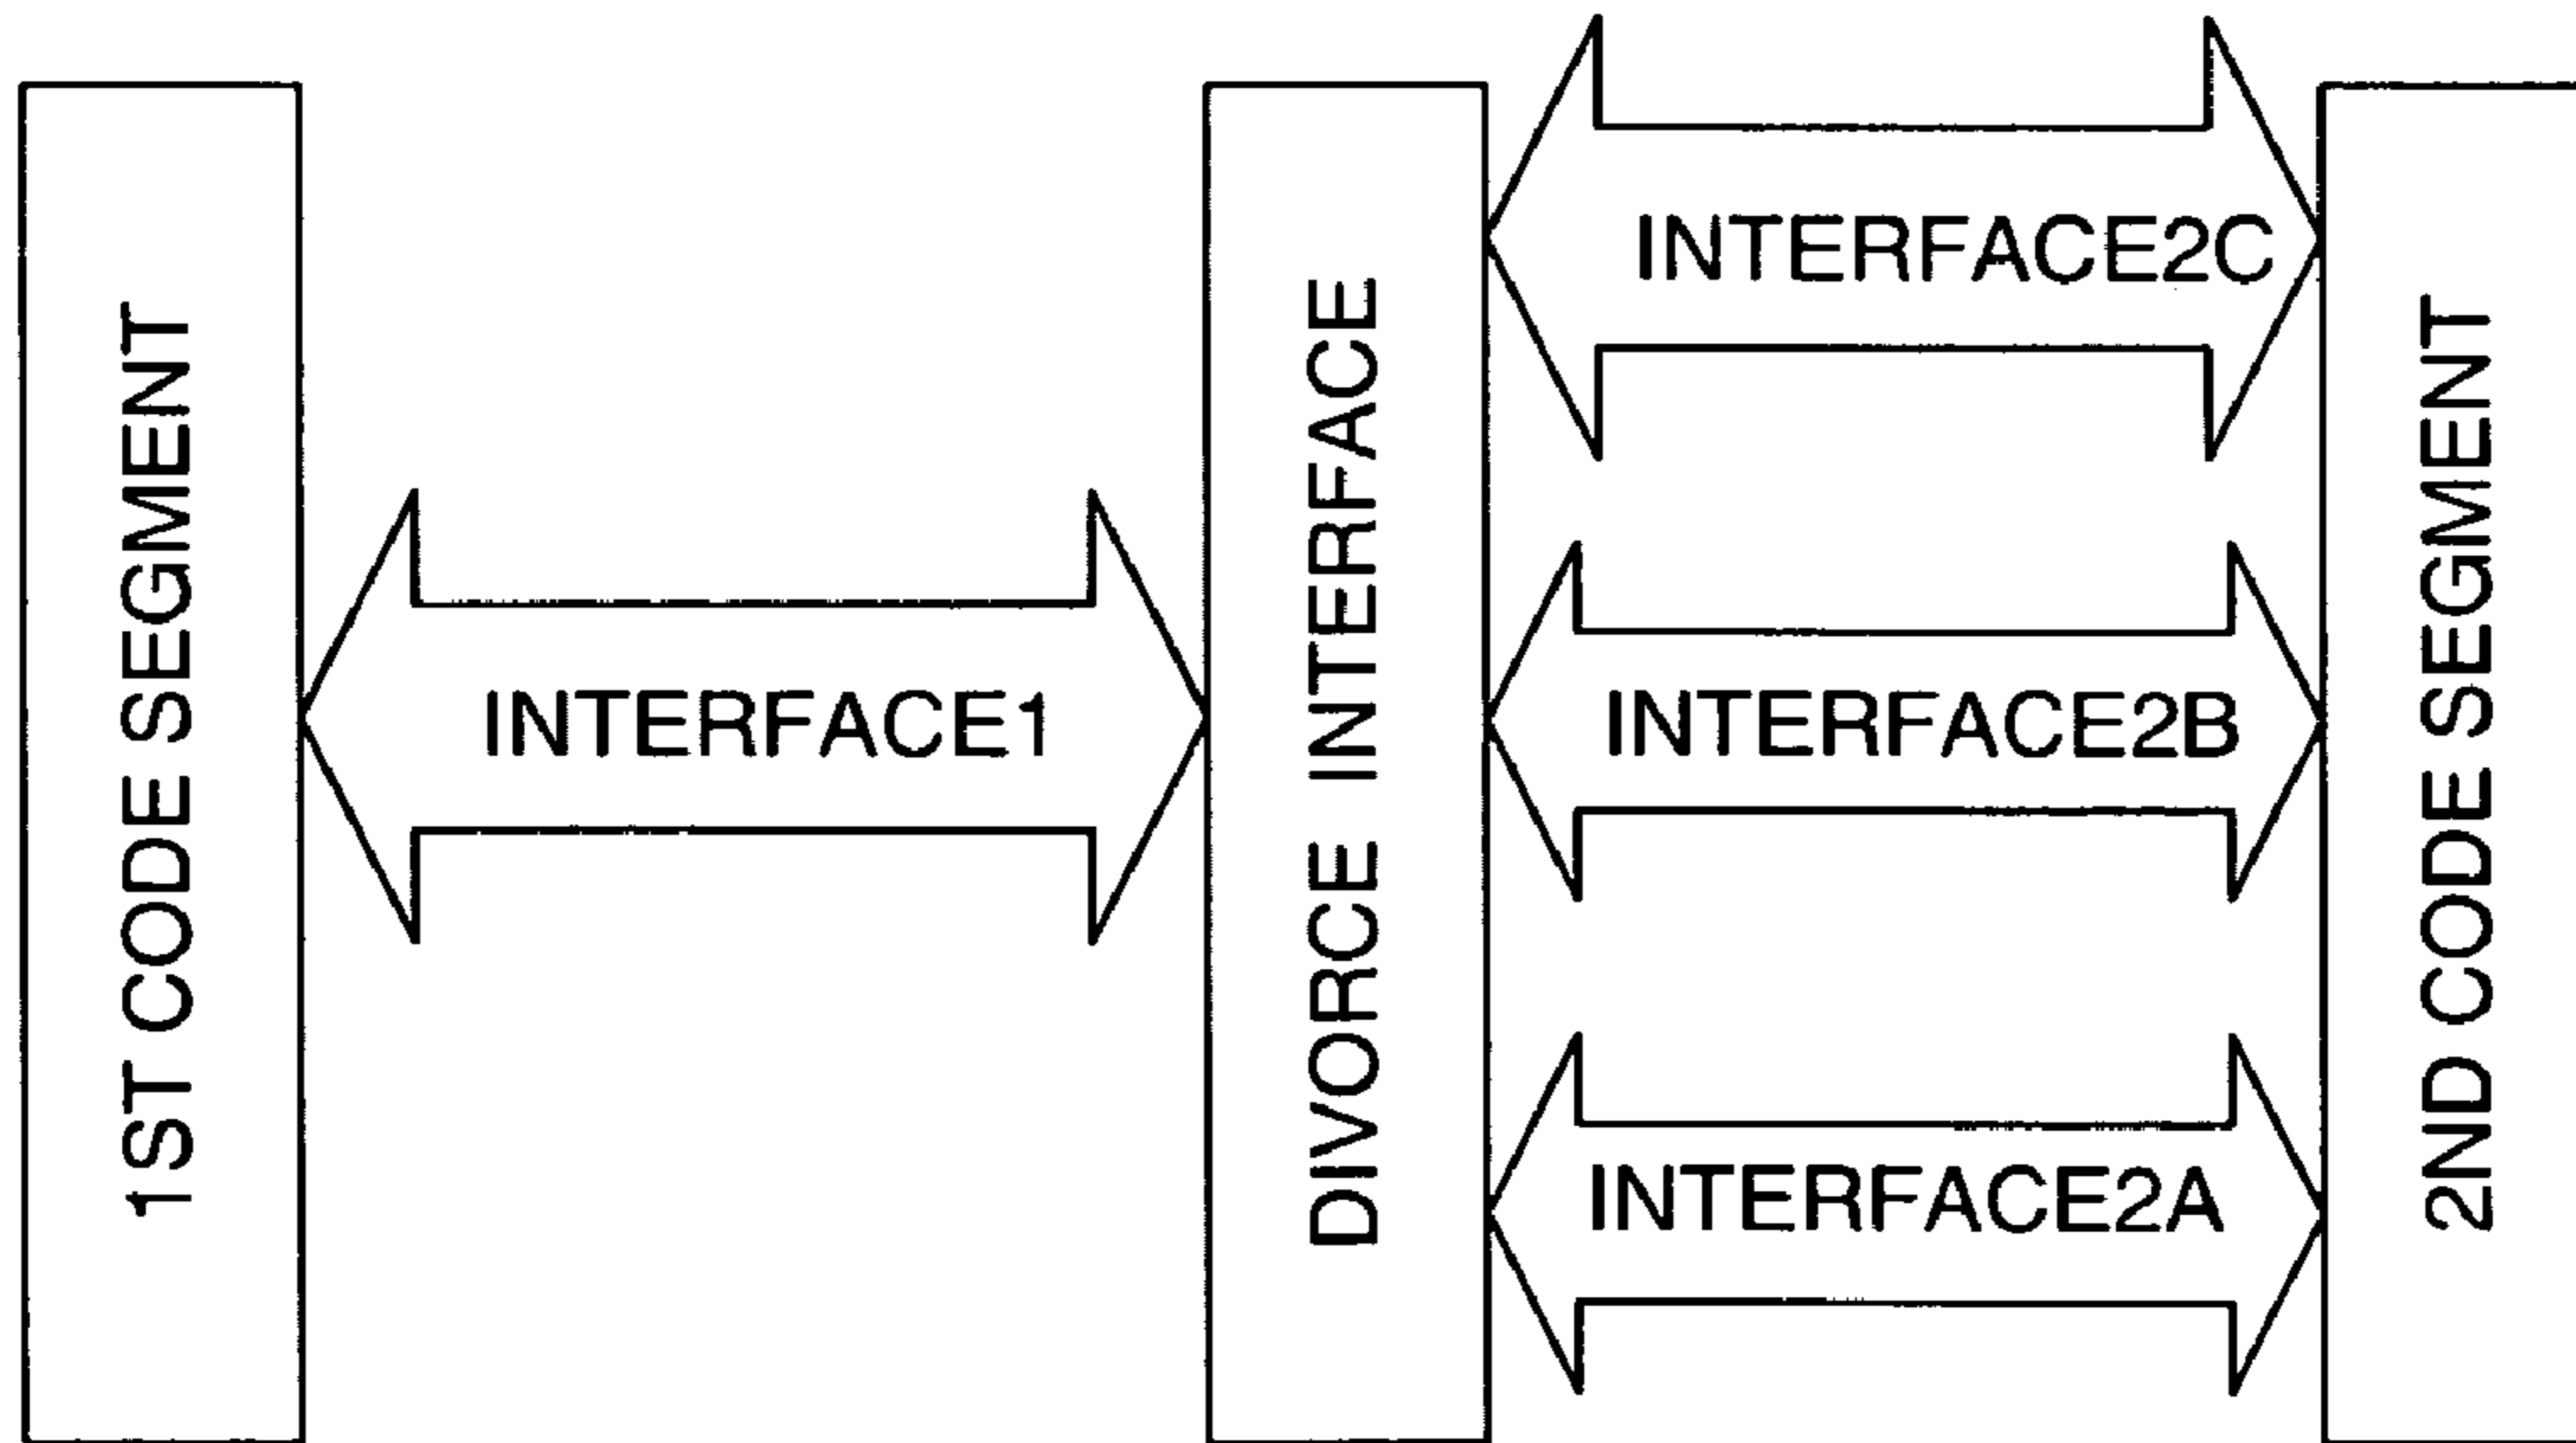 1ST CODE SEGMENT
INTERFACE1
DIVORCE INTERFACE
INTERFACE2C
INTERFACE2B
INTERFACE2A
2ND CODE SEGMENT